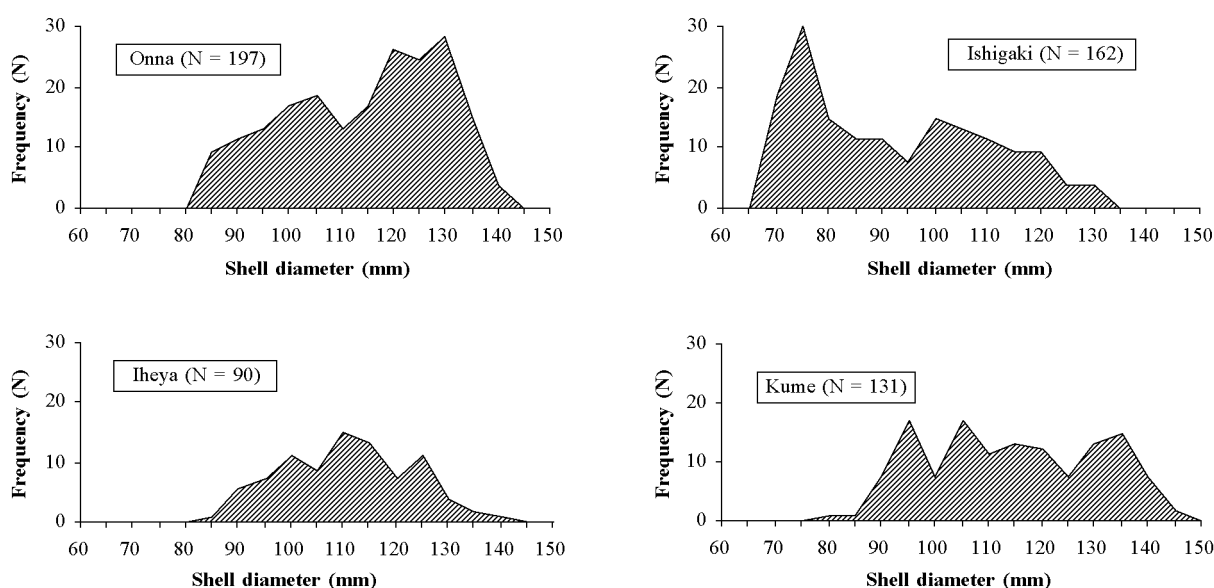 Onna (N = 197)
Frequency (N)
30
20
10
0
60 70 80 90 100 110 120 130 140 150
Shell diameter (mm)
Ishigaki (N = 162)
Frequency (N)
30
20
10
0
60 70 80 90 100 110 120 130 140 150
Shell diameter (mm)
Iheya (N = 90)
Frequency (N)
30
20
10
0
60 70 80 90 100 110 120 130 140 150
Shell diameter (mm)
Kume (N = 131)
Frequency (N)
30
20
10
0
60 70 80 90 100 110 120 130 140 150
Shell diameter (mm)